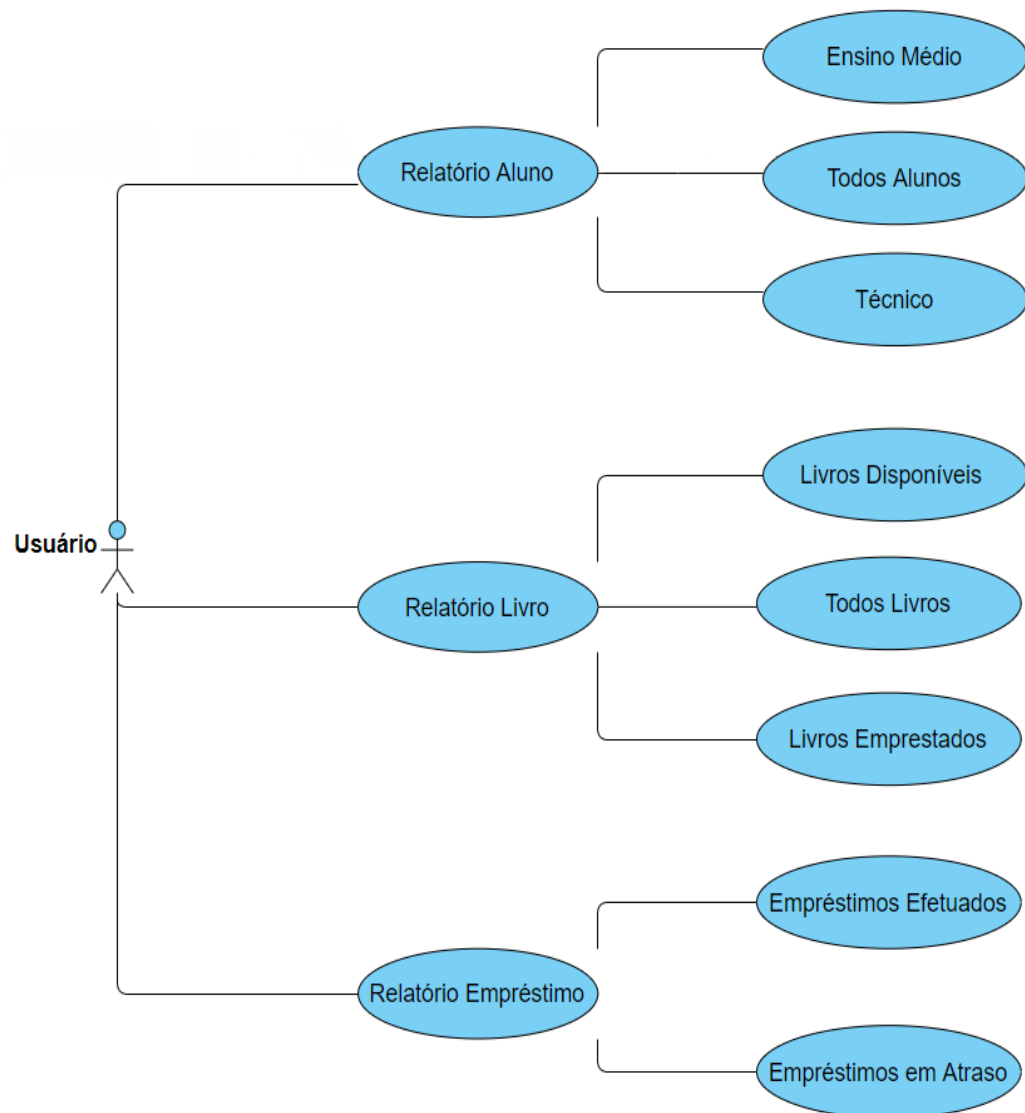 Ensino Médio
Relatório Aluno
Todos Alunos
Técnico
Livros Disponíveis
Usuário
Relatório Livro
Todos Livros
Livros Emprestados
Empréstimos Efetuados
Relatório Empréstimo
Empréstimos em Atraso